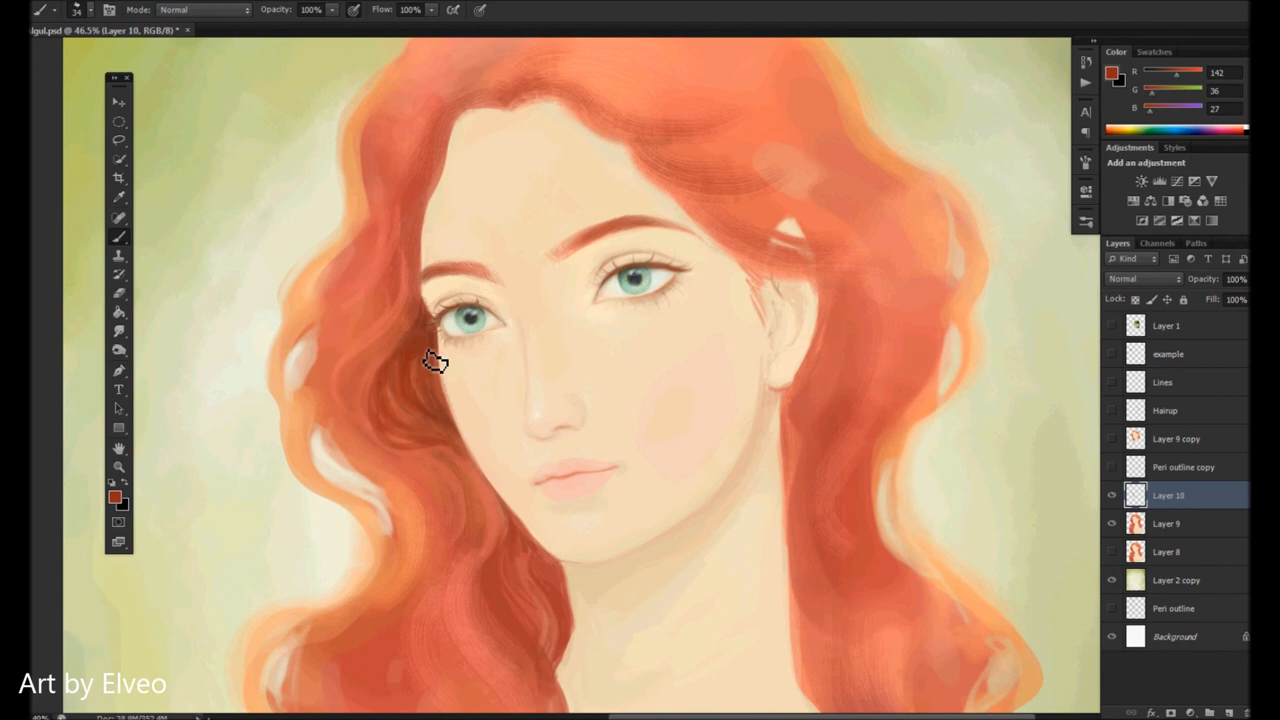 34 Mode: Normal Opacity: 100% Flow: 100%
lgul.psd @ 46.5% (Layer 10, RGB/8) * ×
Color Swatches
R 142
G 36
B 27
Adjustments Styles
Add an adjustment
Layers Channels Paths
Kind
Normal Opacity: 100%
Lock: Fill: 100%
Layer 1
example
Lines
Hairup
Layer 9 copy
Peri outline copy
Layer 10
Layer 9
Layer 8
Layer 2 copy
Peri outline
Background
Art by Elveo